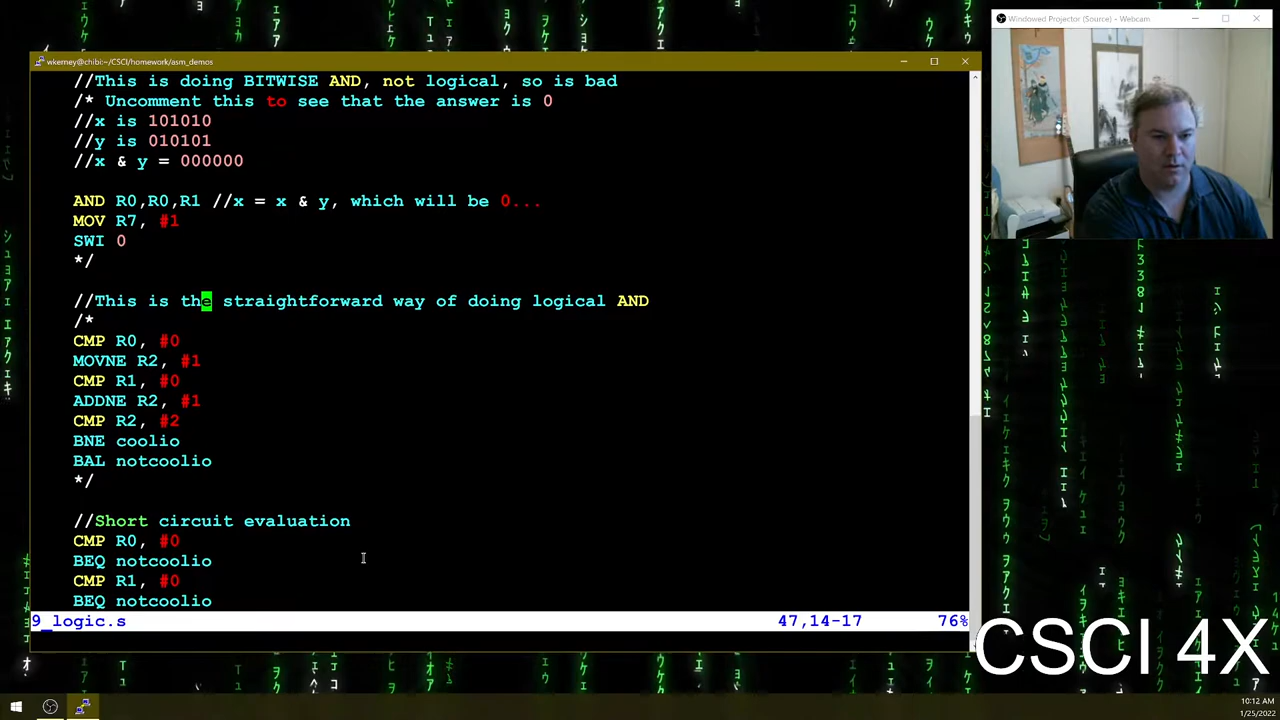 Windowed Projector (Source) - Webcam
wkerney@chibi:~/CSCI/homework/asm_demos
//This is doing BITWISE AND, not logical, so is bad
/* Uncomment this to see that the answer is 0
//x is 101010
//y is 010101
//x & y = 000000
AND R0,R0,R1 //x = x & y, which will be 0...
MOV R7, #1
SWI 0
*/
//This is the straightforward way of doing logical AND
/*
CMP R0, #0
MOVNE R2, #1
CMP R1, #0
ADDNE R2, #1
CMP R2, #2
BNE coolio
BAL notcoolio
*/
//Short circuit evaluation
CMP R0, #0
BEQ notcoolio
CMP R1, #0
BEQ notcoolio
9_logic.s 47,14-17 76%
CSCI 4X
10:12 AM
1/25/2022